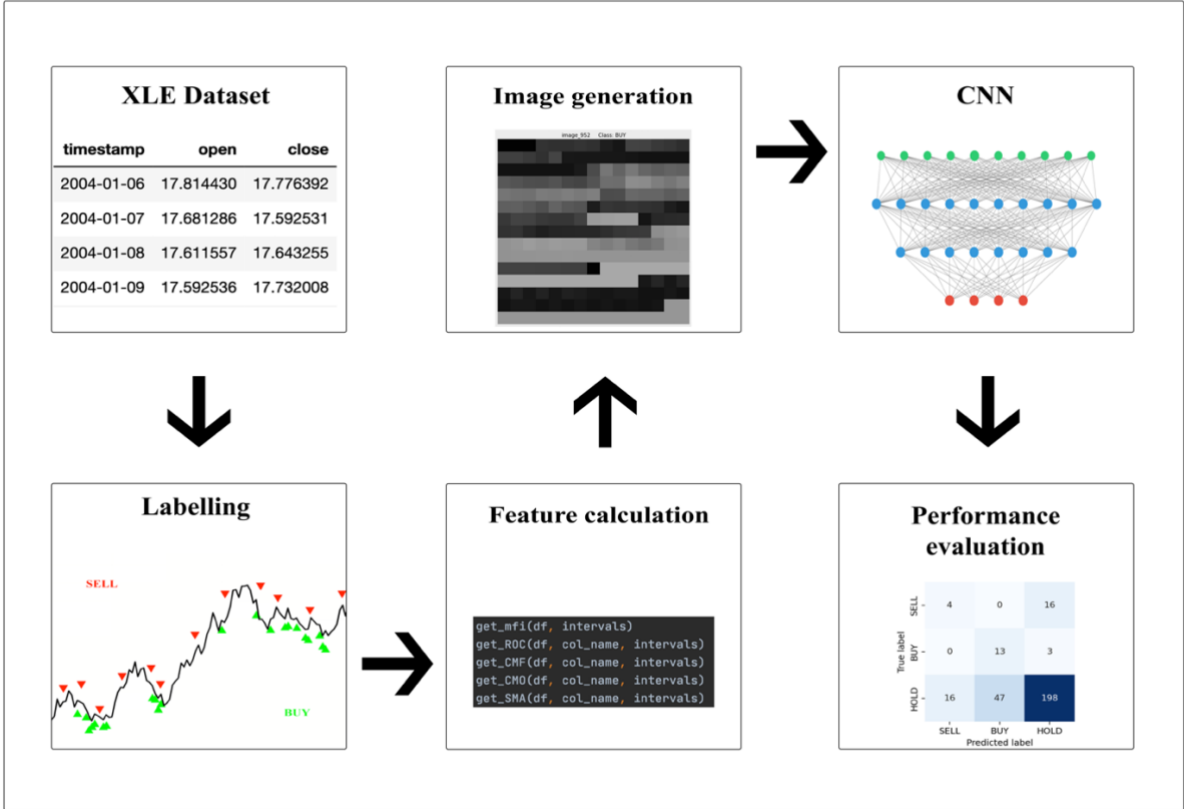 XLE Dataset
timestamp open close
2004-01-06 17.814430 17.776392
2004-01-07 17.681286 17.592531
2004-01-08 17.611557 17.643255
2004-01-09 17.592536 17.732008
Labelling
SELL
BUY
Feature calculation
get_mfi(df, intervals)
get_ROC(df, col_name, intervals)
get_CMF(df, col_name, intervals)
get_CMO(df, col_name, intervals)
get_SMA(df, col_name, intervals)
Image generation
image_952 Class: BUY
CNN
Performance
evaluation
True label
SELL 4 0 16
BUY 0 13 3
HOLD 16 47 198
SELL BUY HOLD
Predicted label